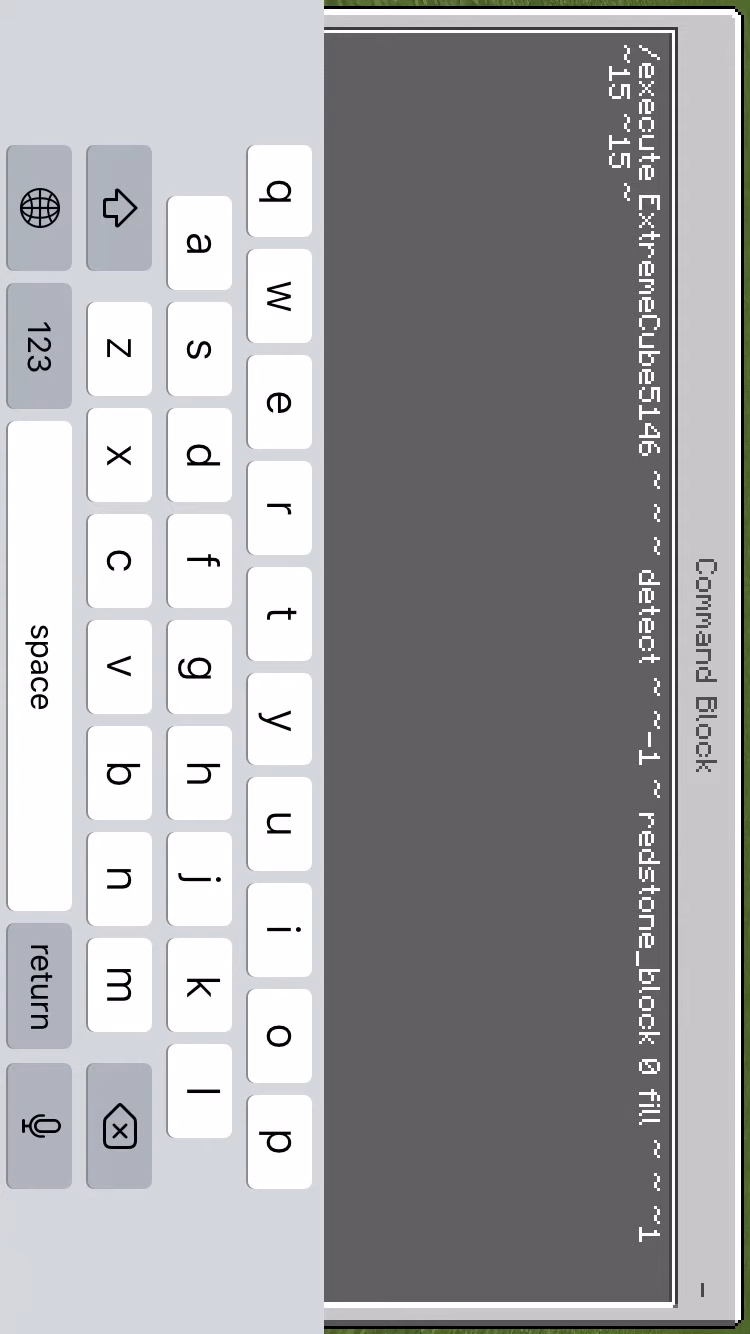 Command Block
/execute ExtremeCube5146 ~ ~ ~ detect ~ ~-1 ~ redstone_block 0 fill ~ ~ ~1
~15 ~15 ~
q w e r t y u i o p
a s d f g h j k l
z x c v b n m
123 space return